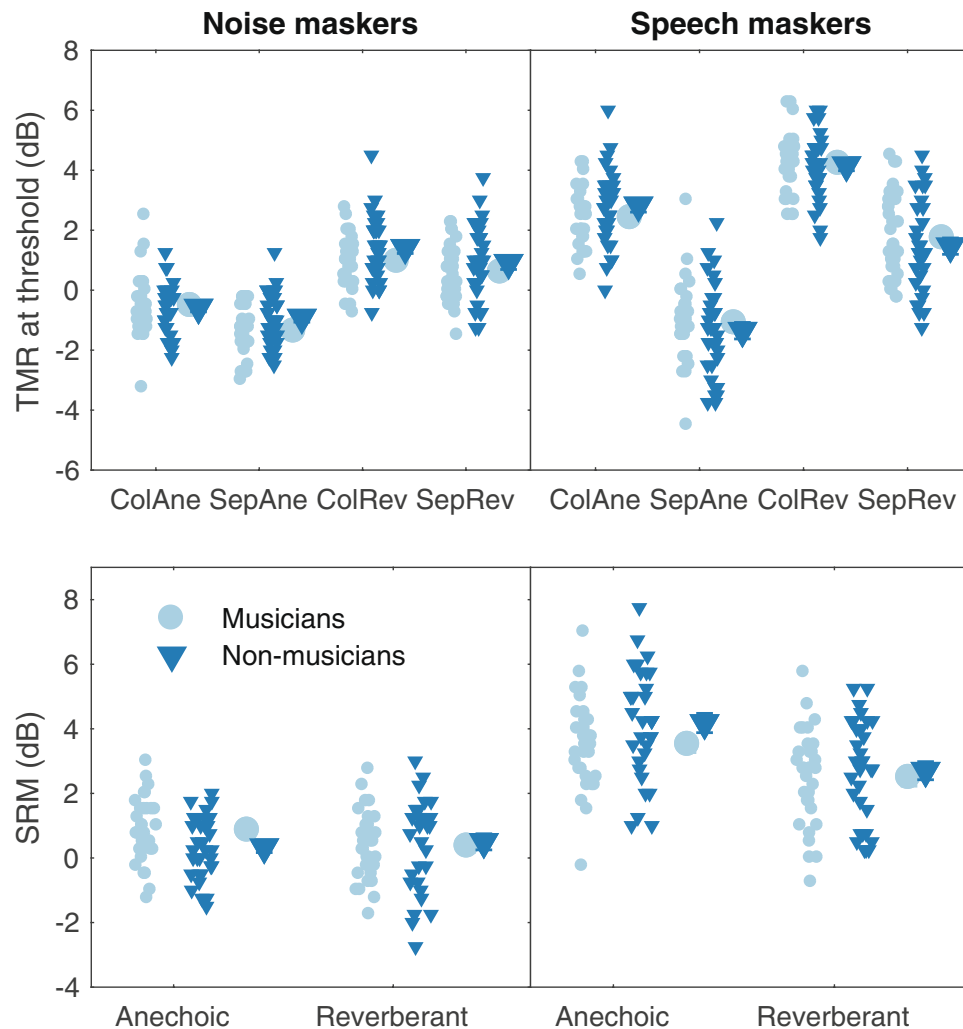 Noise maskers Speech maskers
8
6
4
2
0
-2
-4
-6
TMR at threshold (dB)
ColAne SepAne ColRev SepRev ColAne SepAne ColRev SepRev
8
6
4
2
0
-2
-4
SRM (dB)
Musicians
Non-musicians
Anechoic Reverberant Anechoic Reverberant